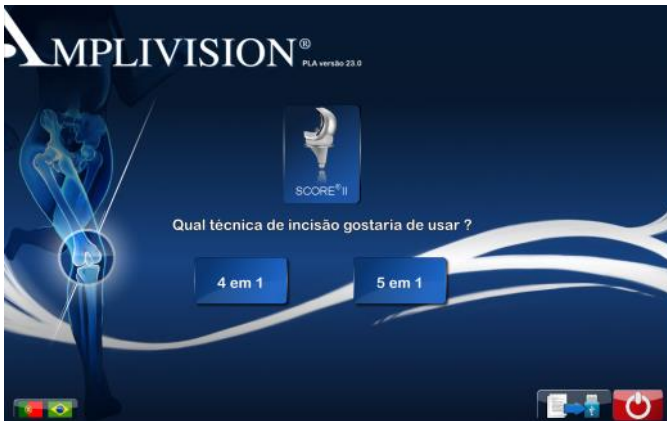 AMPLIVISION®
PLA versão 23.0
SCORE® II
Qual técnica de incisão gostaria de usar ?
4 em 1
5 em 1